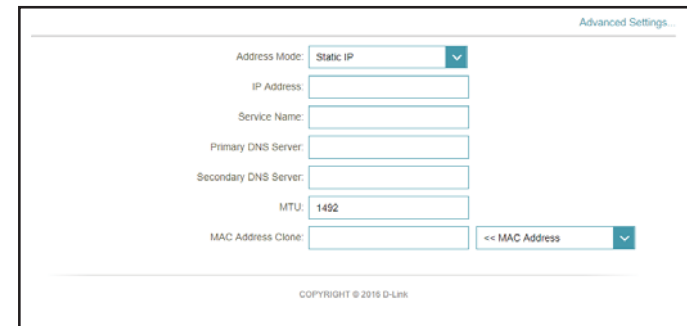 Advanced Settings...
Address Mode: Static IP
IP Address:
Service Name:
Primary DNS Server:
Secondary DNS Server:
MTU: 1492
MAC Address Clone: << MAC Address
COPYRIGHT © 2016 D-Link